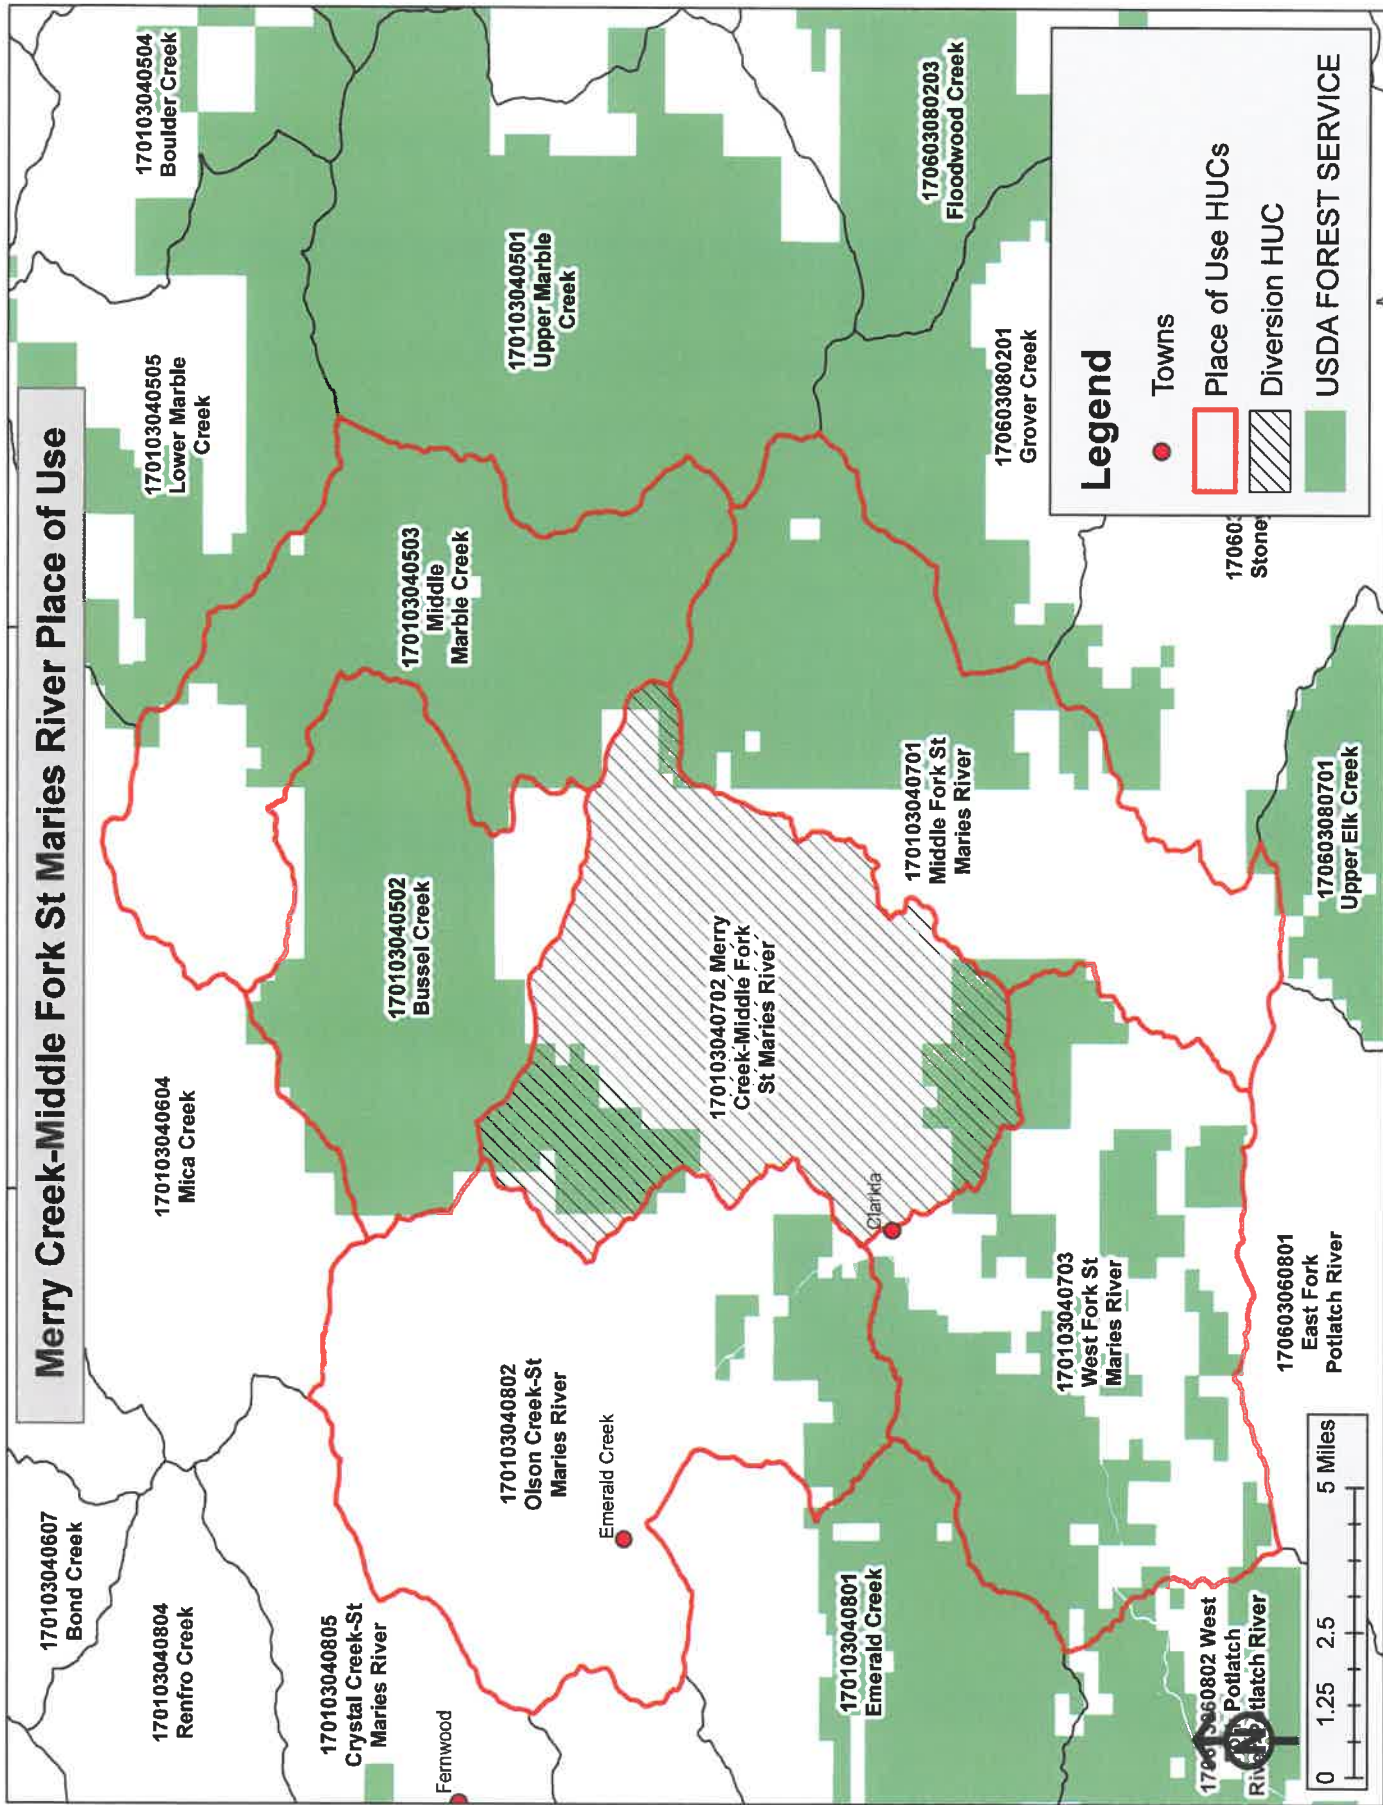 Merry Creek-Middle Fork St Maries River Place of Use
170103040607
Bond Creek
170103040804
Renfro Creek
170103040805
Crystal Creek-St
Maries River
Fernwood
170103040604
Mica Creek
170103040505
Lower Marble
Creek
170103040504
Boulder Creek
170103040503
Middle
Marble Creek
170103040502
Bussel Creek
170103040501
Upper Marble
Creek
170103040802
Olson Creek-St
Maries River
Emerald Creek
170103040702 Merry
Creek-Middle Fork
St Maries River
Clarkia
170103040701
Middle Fork St
Maries River
170603080203
Floodwood Creek
170603080201
Grover Creek
170103040801
Emerald Creek
170103040703
West Fork St
Maries River
170603060801
East Fork
Potlatch River
170603080701
Upper Elk Creek
170603
Stoney
60802 West
Potlatch
Potlatch River
N
0 1.25 2.5 5 Miles
Legend
Towns
Place of Use HUCs
Diversion HUC
USDA FOREST SERVICE